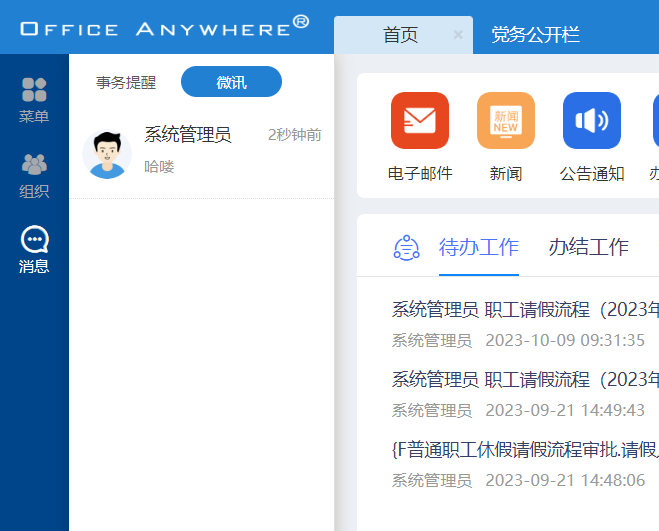 OFFICE ANYWHERE®
首页
党务公开栏
菜单
组织
消息
事务提醒
微讯
系统管理员
2秒钟前
哈喽
电子邮件
新闻
NEW
新闻
公告通知
待办工作
办结工作
系统管理员 职工请假流程（2023年
系统管理员 2023-10-09 09:31:35
系统管理员 职工请假流程（2023年
系统管理员 2023-09-21 14:49:43
{F普通职工休假请假流程审批.请假
系统管理员 2023-09-21 14:48:06